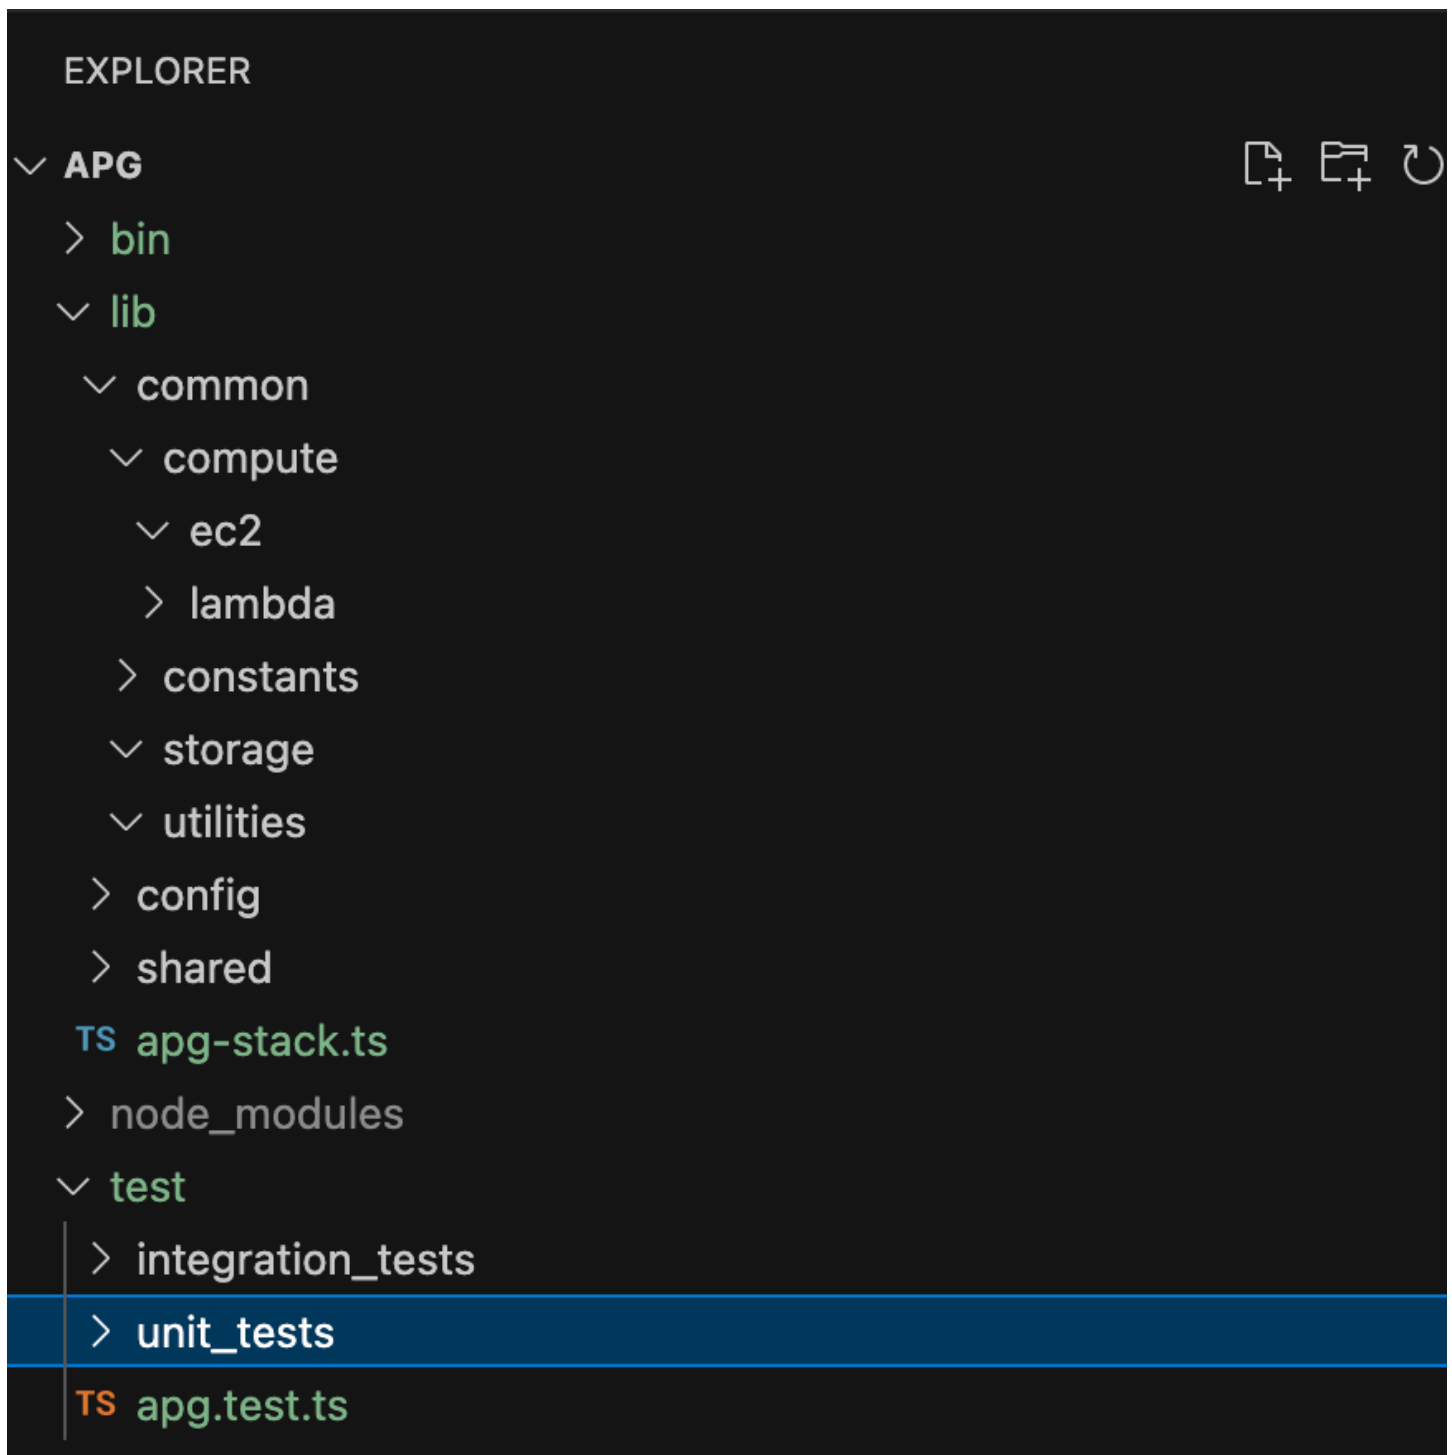 EXPLORER
APG
bin
lib
common
compute
ec2
lambda
constants
storage
utilities
config
shared
TS apg-stack.ts
node_modules
test
integration_tests
unit_tests
TS apg.test.ts